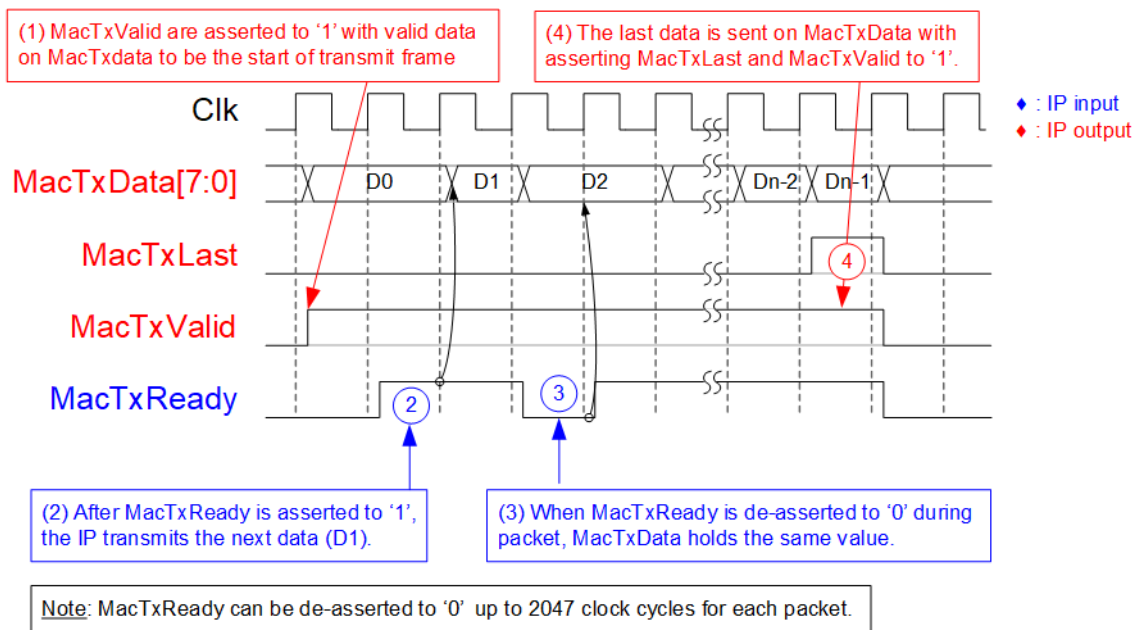 (1) MacTxValid are asserted to ‘1’ with valid data
on MacTxdata to be the start of transmit frame
(4) The last data is sent on MacTxData with
asserting MacTxLast and MacTxValid to ‘1’.
Clk
♦ : IP input
♦ : IP output
MacTxData[7:0]
D0
D1
D2
Dn-2
Dn-1
MacTxLast
4
MacTxValid
MacTxReady
2
3
(2) After MacTxReady is asserted to ‘1’,
the IP transmits the next data (D1).
(3) When MacTxReady is de-asserted to ‘0’ during
packet, MacTxData holds the same value.
Note: MacTxReady can be de-asserted to ‘0’ up to 2047 clock cycles for each packet.